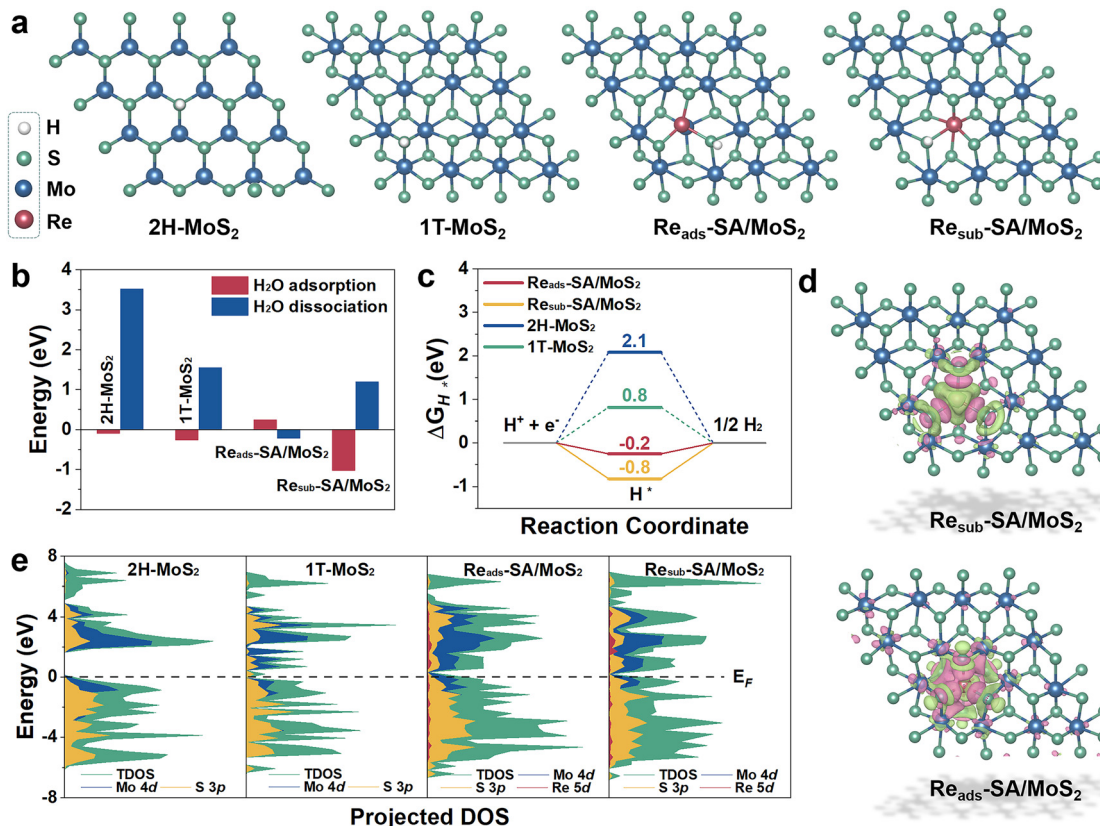 a
H
S
Mo
Re
2H-MoS₂
1T-MoS₂
Reads-SA/MoS₂
Resub-SA/MoS₂
b
4
3
2
1
0
-1
-2
Energy (eV)
H₂O adsorption
H₂O dissociation
2H-MoS₂
1T-MoS₂
Reads-SA/MoS₂
Resub-SA/MoS₂
c
4
3
2
1
0
-1
ΔG_H*(eV)
Reads-SA/MoS₂
Resub-SA/MoS₂
2H-MoS₂
1T-MoS₂
2.1
0.8
H⁺ + e⁻
1/2 H₂
-0.2
-0.8
H *
Reaction Coordinate
d
Resub-SA/MoS₂
Reads-SA/MoS₂
e
8
4
0
-4
-8
Energy (eV)
2H-MoS₂
1T-MoS₂
Reads-SA/MoS₂
Resub-SA/MoS₂
E_F
TDOS
Mo 4d S 3p
TDOS
Mo 4d S 3p
TDOS Mo 4d
S 3p Re 5d
TDOS Mo 4d
S 3p Re 5d
Projected DOS